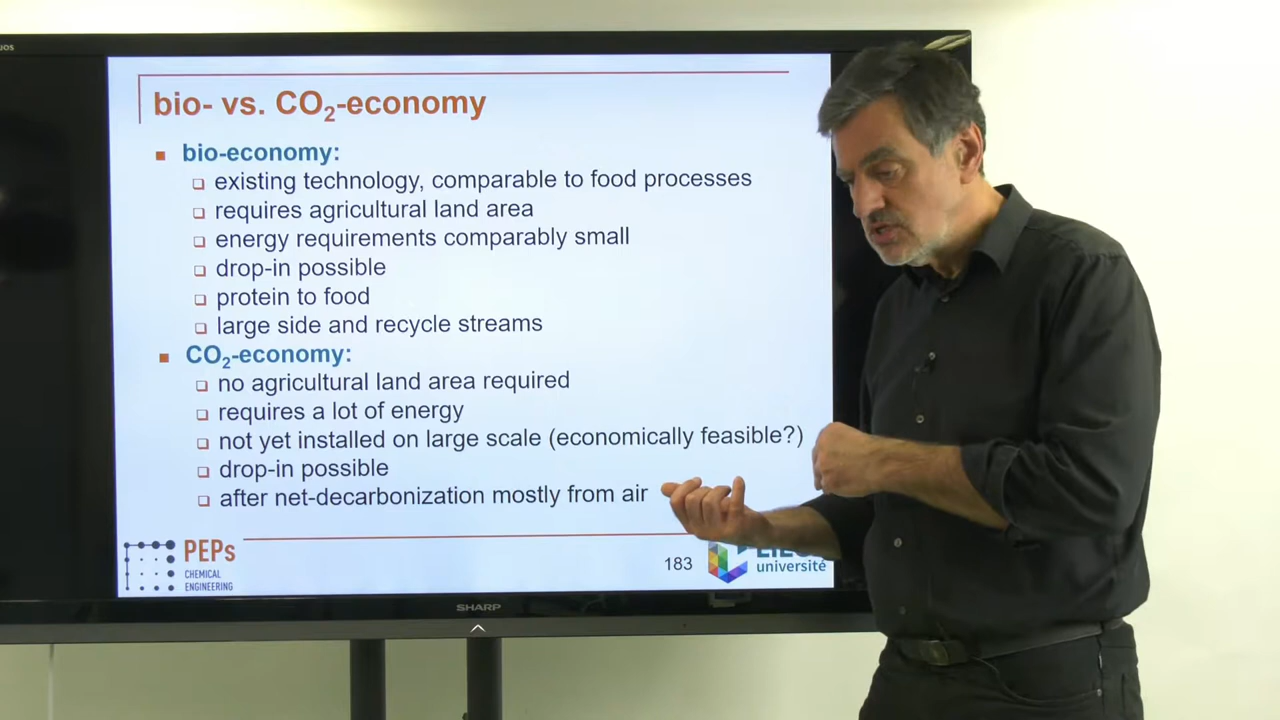 bio- vs. CO₂-economy
bio-economy:
existing technology, comparable to food processes
requires agricultural land area
energy requirements comparably small
drop-in possible
protein to food
large side and recycle streams
CO₂-economy:
no agricultural land area required
requires a lot of energy
not yet installed on large scale (economically feasible?)
drop-in possible
after net-decarbonization mostly from air
PEPs
CHEMICAL
ENGINEERING
183
université
SHARP